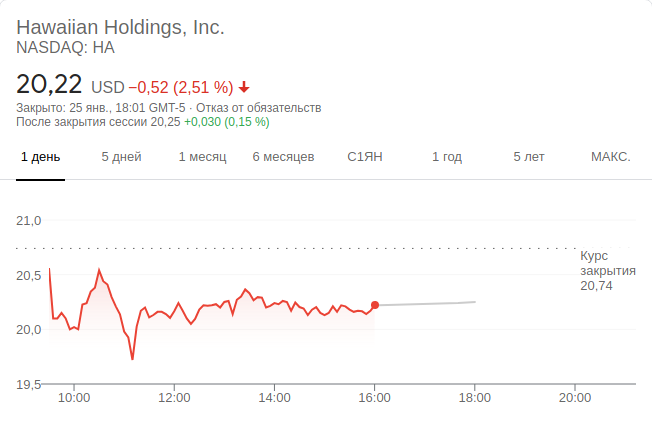 Hawaiian Holdings, Inc.
NASDAQ: HA
20,22 USD −0,52 (2,51 %)
Закрыто: 25 янв., 18:01 GMT-5 · Отказ от обязательств
После закрытия сессии 20,25 +0,030 (0,15 %)
1 день 5 дней 1 месяц 6 месяцев С1ЯН 1 год 5 лет МАКС.
21,0
Курс
закрытия
20,74
20,5
20,0
19,5
10:00 12:00 14:00 16:00 18:00 20:00